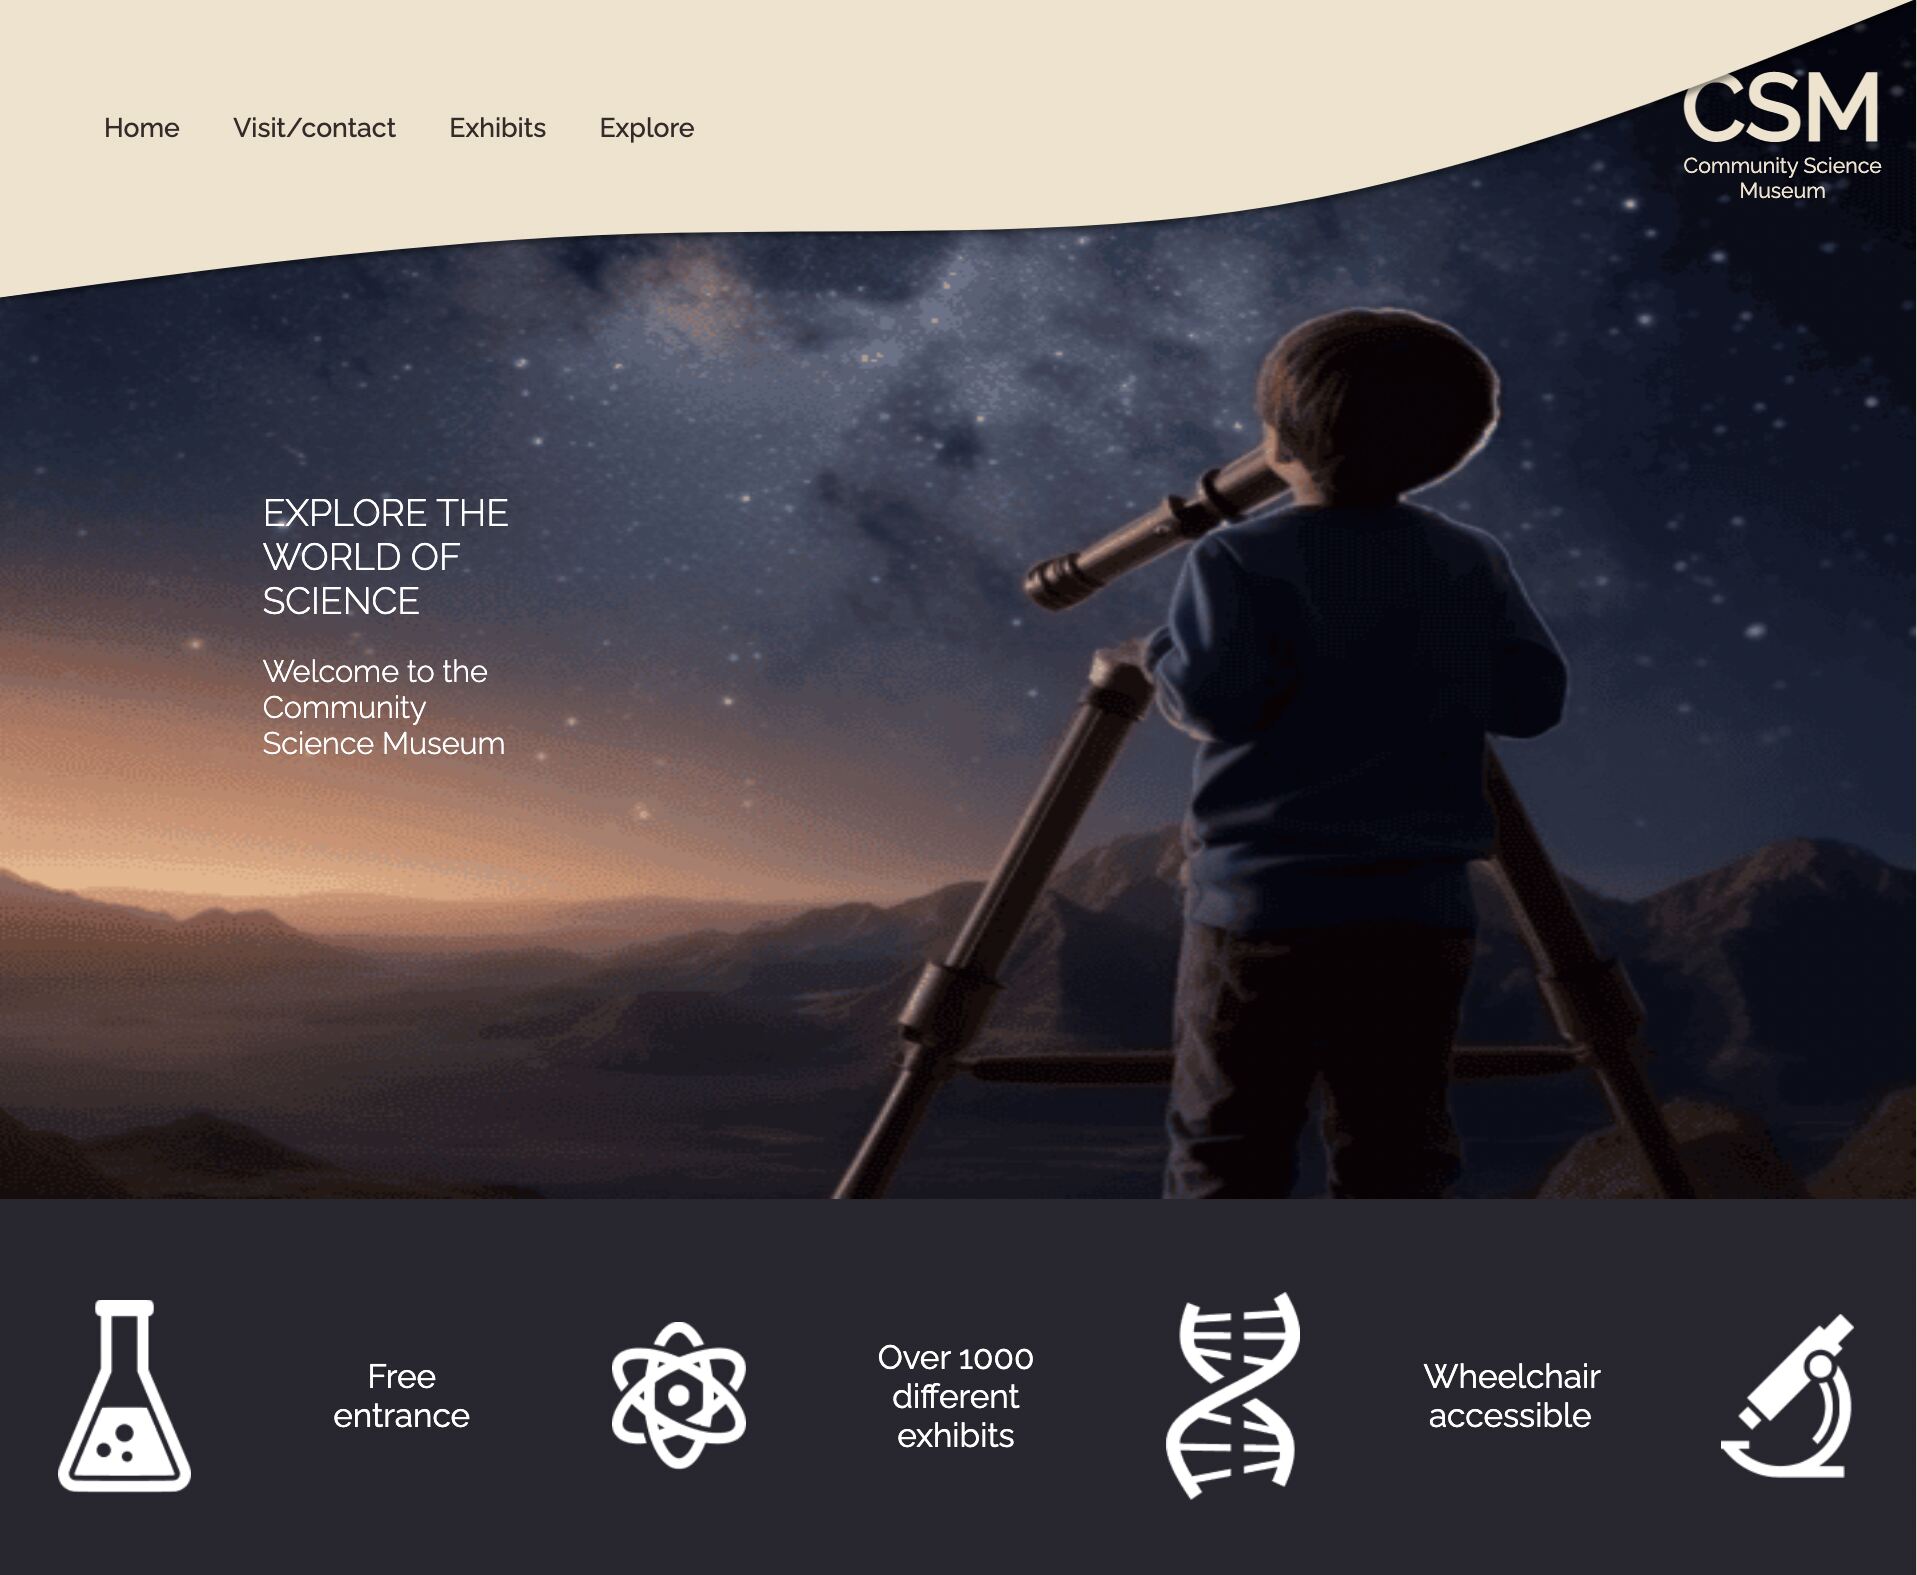 Home Visit/contact Exhibits Explore
CSM
Community Science
Museum
EXPLORE THE
WORLD OF
SCIENCE
Welcome to the
Community
Science Museum
Free
entrance
Over 1000
different
exhibits
Wheelchair
accessible